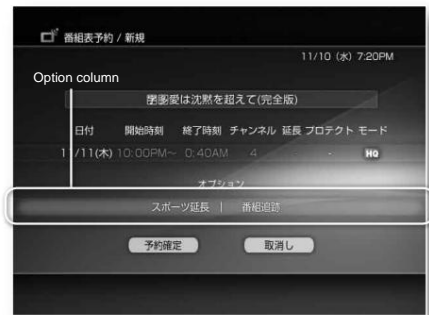 番組表予約 / 新規
11/10 (水) 7:20PM
Option column
愛は沈黙を超えて(完全版)
日付 開始時刻 終了時刻 チャンネル 延長 プロテクト モード
11/11(木) 10:00PM~ 0:40AM 4 - HQ
オプション
スポーツ延長 | 番組追跡
予約確定 取消し